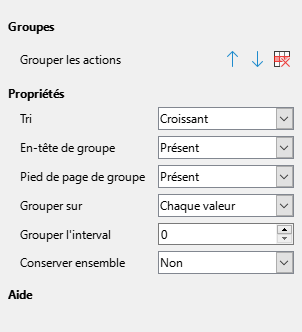 Groupes
Grouper les actions
Propriétés
Tri Croissant
En-tête de groupe Présent
Pied de page de groupe Présent
Grouper sur Chaque valeur
Grouper l'interval 0
Conserver ensemble Non
Aide